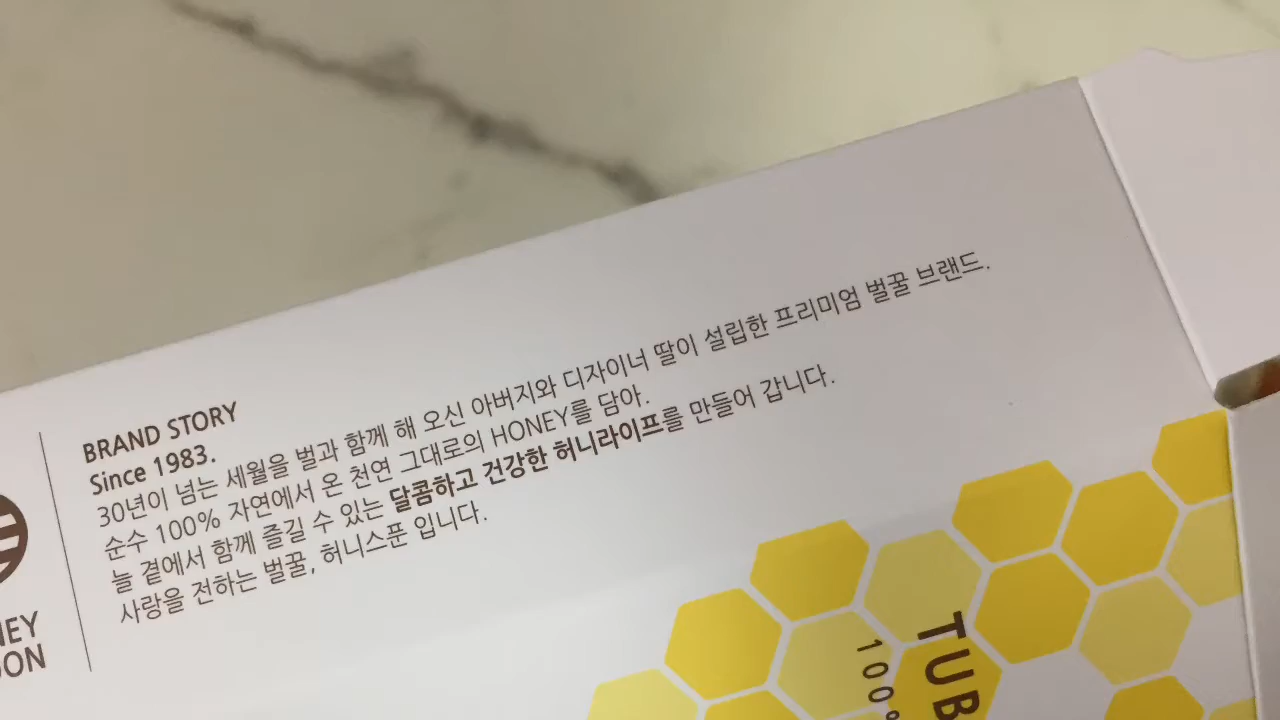 BRAND STORY
Since 1983.
30년이 넘는 세월을 벌과 함께 해 오신 아버지와 디자이너 딸이 설립한 프리미엄 벌꿀 브랜드.
순수 100% 자연에서 온 천연 그대로의 HONEY를 담아.
늘 곁에서 함께 즐길 수 있는 달콤하고 건강한 허니라이프를 만들어 갑니다.
사랑을 전하는 벌꿀, 허니스푼 입니다.
TUB
100%